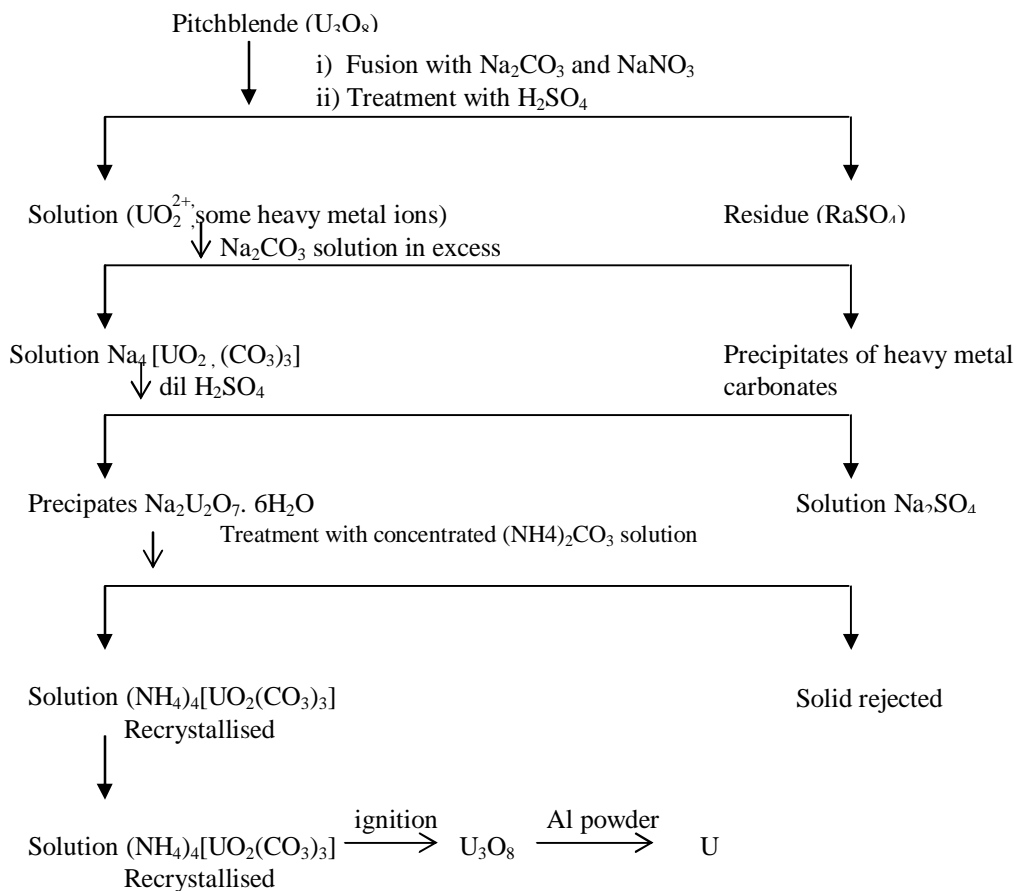 Pitchblende (U₃O₈)
i) Fusion with Na₂CO₃ and NaNO₃
ii) Treatment with H₂SO₄
Solution (UO₂²⁺, some heavy metal ions)
Residue (RaSO₄)
Na₂CO₃ solution in excess
Solution Na₄ [UO₂ , (CO₃)₃]
Precipitates of heavy metal
carbonates
dil H₂SO₄
Precipates Na₂U₂O₇. 6H₂O
Solution Na₂SO₄
Treatment with concentrated (NH4)₂CO₃ solution
Solution (NH₄)₄[UO₂(CO₃)₃]
Recrystallised
Solid rejected
Solution (NH₄)₄[UO₂(CO₃)₃]
Recrystallised
ignition
U₃O₈
Al powder
U